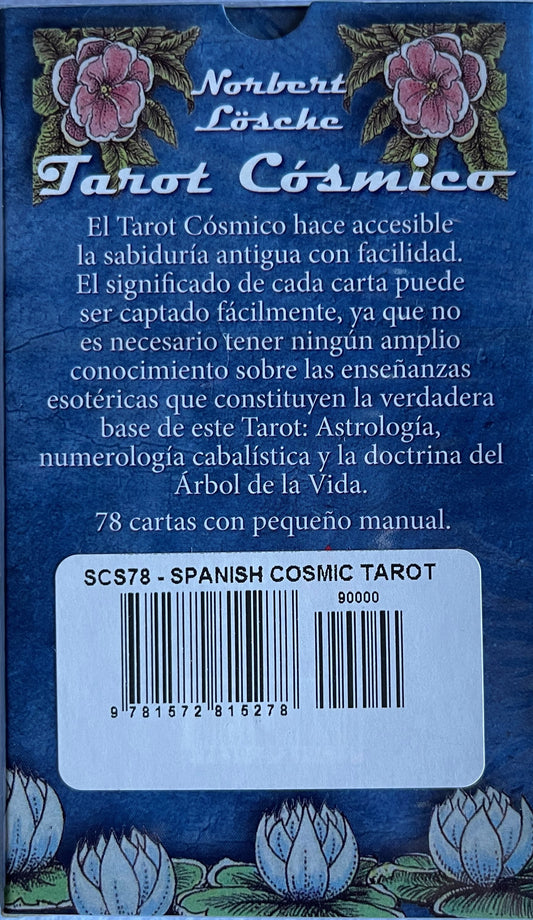 Norbert
Lösche
Tarot Cósmico
El Tarot Cósmico hace accesible
la sabiduría antigua con facilidad.
El significado de cada carta puede
ser captado fácilmente, ya que no
es necesario tener ningún amplio
conocimiento sobre las enseñanzas
esotéricas que constituyen la verdadera
base de este Tarot: Astrología,
numerología cabalística y la doctrina del
Árbol de la Vida.
78 cartas con pequeño manual.
SCS78 - SPANISH COSMIC TAROT
90000
9 781572 815278